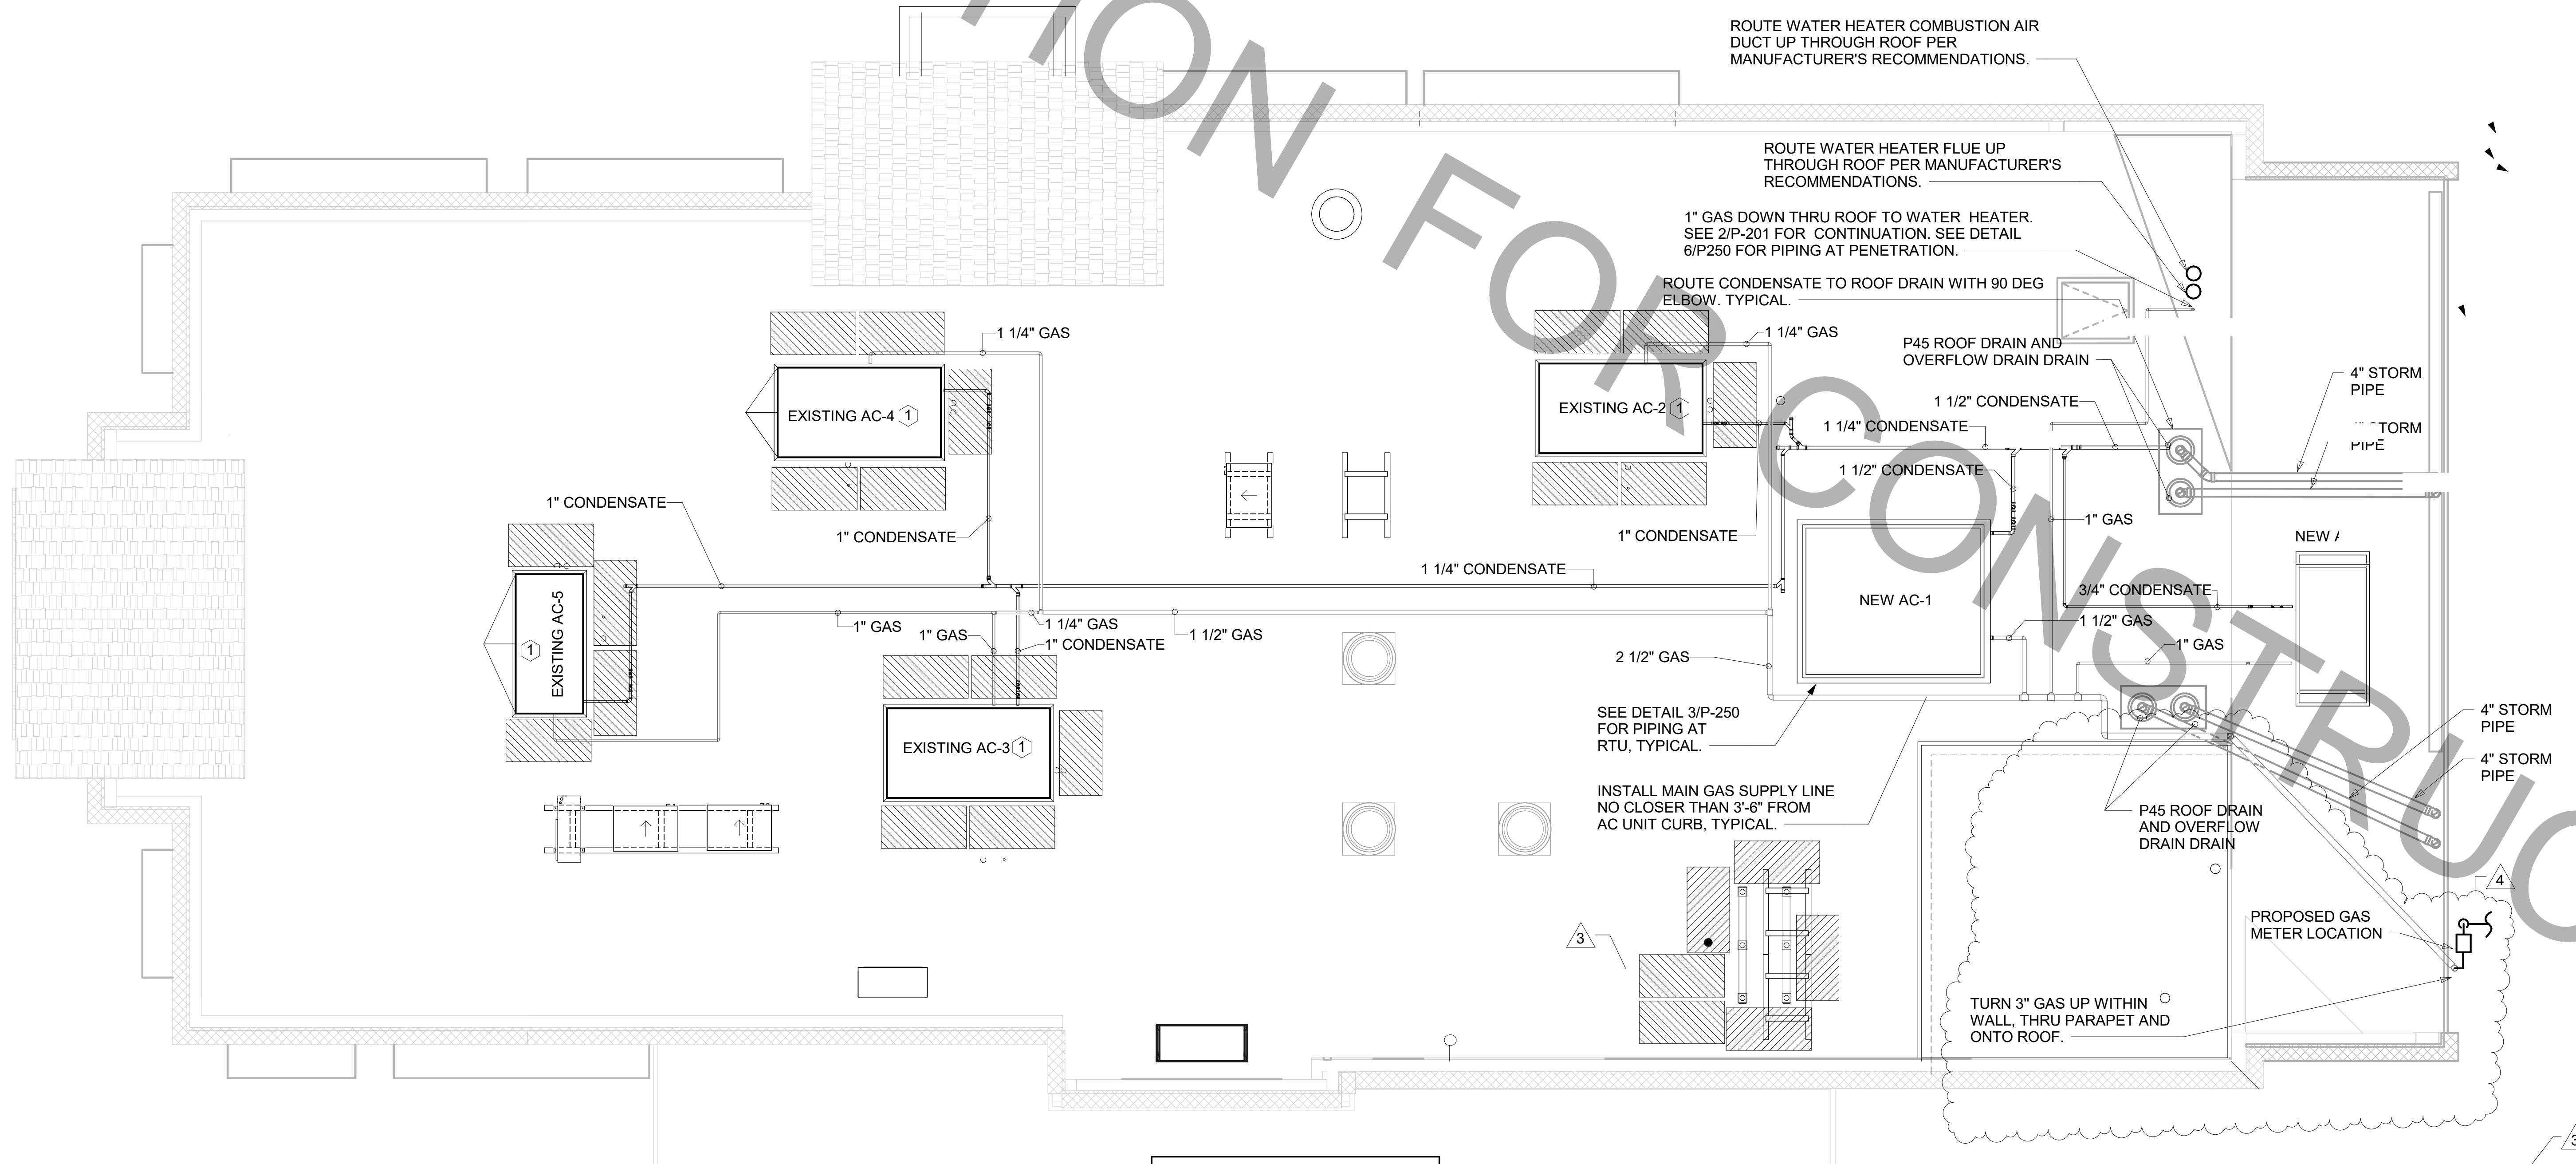 ROUTE WATER HEATER COMBUSTION AIR
DUCT UP THROUGH ROOF PER
MANUFACTURER'S RECOMMENDATIONS.
ROUTE WATER HEATER FLUE UP
THROUGH ROOF PER MANUFACTURER'S
RECOMMENDATIONS.
1" GAS DOWN THRU ROOF TO WATER HEATER.
SEE 2/P-201 FOR CONTINUATION. SEE DETAIL
6/P250 FOR PIPING AT PENETRATION.
ROUTE CONDENSATE TO ROOF DRAIN WITH 90 DEG
ELBOW. TYPICAL.
1 1/4" GAS
1 1/4" GAS
P45 ROOF DRAIN AND
OVERFLOW DRAIN DRAIN
4" STORM
PIPE
EXISTING AC-4 1
EXISTING AC-2 1
1 1/2" CONDENSATE
1 1/4" CONDENSATE
TORM
PIPE
1 1/2" CONDENSATE
1" CONDENSATE
1" CONDENSATE
1" CONDENSATE
1" GAS
NEW
1 1/4" CONDENSATE
EXISTING AC-5
1
NEW AC-1
3/4" CONDENSATE
1" GAS
1 1/4" GAS
1" GAS
1" CONDENSATE
1 1/2" GAS
1 1/2" GAS
1" GAS
2 1/2" GAS
SEE DETAIL 3/P-250
FOR PIPING AT
RTU, TYPICAL.
EXISTING AC-3 1
4" STORM
PIPE
4" STORM
PIPE
INSTALL MAIN GAS SUPPLY LINE
NO CLOSER THAN 3'-6" FROM
AC UNIT CURB, TYPICAL.
P45 ROOF DRAIN
AND OVERFLOW
DRAIN DRAIN
4
PROPOSED GAS
METER LOCATION
3
TURN 3" GAS UP WITHIN
WALL, THRU PARAPET AND
ONTO ROOF.
3
FOR CONSTRUC